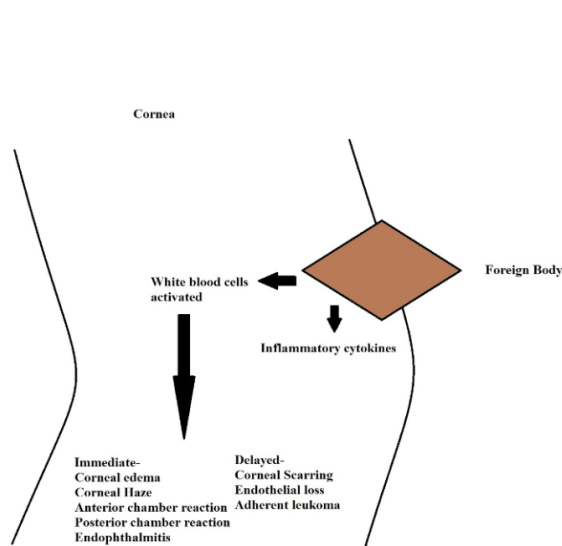 Cornea
Foreign Body
White blood cells
activated
Inflammatory cytokines
Immediate-
Corneal edema
Corneal Haze
Anterior chamber reaction
Posterior chamber reaction
Endophthalmitis
Delayed-
Corneal Scarring
Endothelial loss
Adherent leukoma